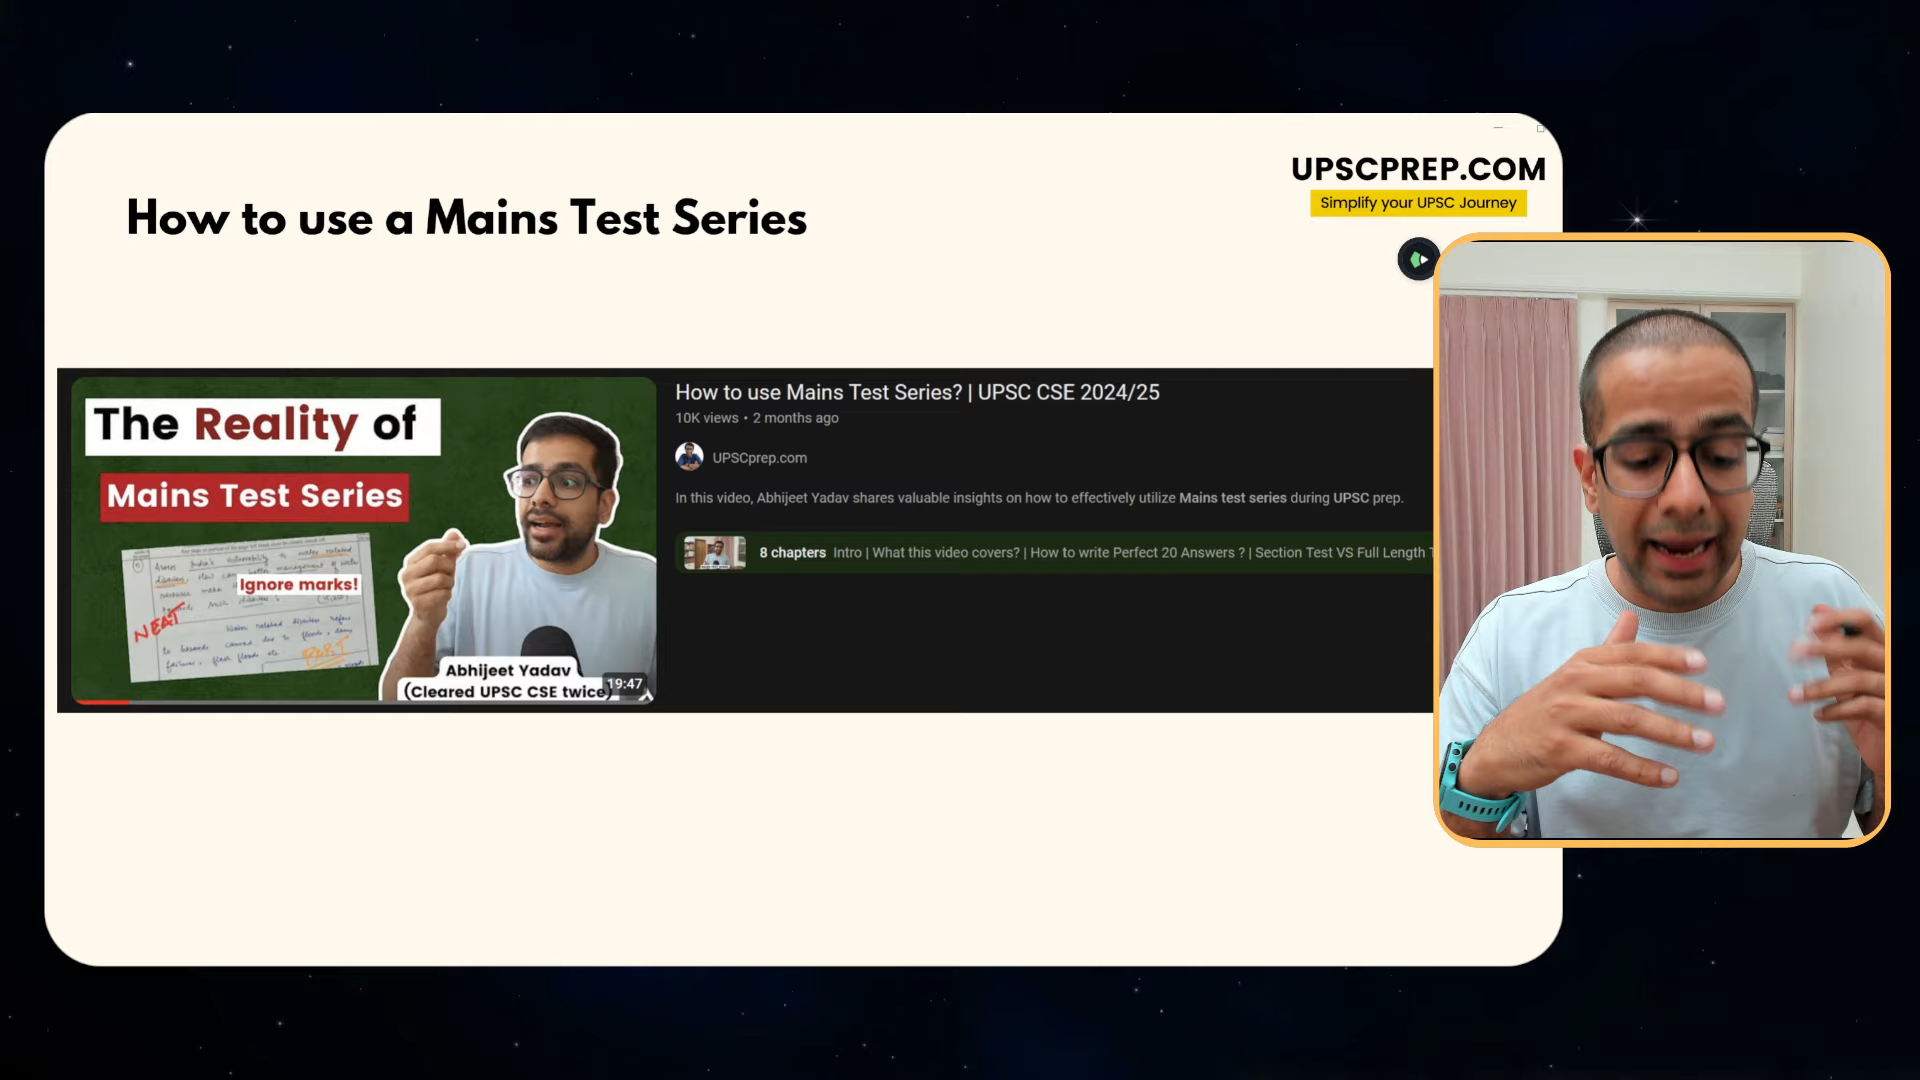 UPSCPREP.COM
Simplify your UPSC Journey
How to use a Mains Test Series
The Reality of
Mains Test Series
Ignore marks!
NEAT
PART
Abhijeet Yadav
(Cleared UPSC CSE twice)
19:47
How to use Mains Test Series? | UPSC CSE 2024/25
10K views • 2 months ago
UPSCprep.com
In this video, Abhijeet Yadav shares valuable insights on how to effectively utilize Mains test series during UPSC prep.
8 chapters Intro | What this video covers? | How to write Perfect 20 Answers ? | Section Test VS Full Length